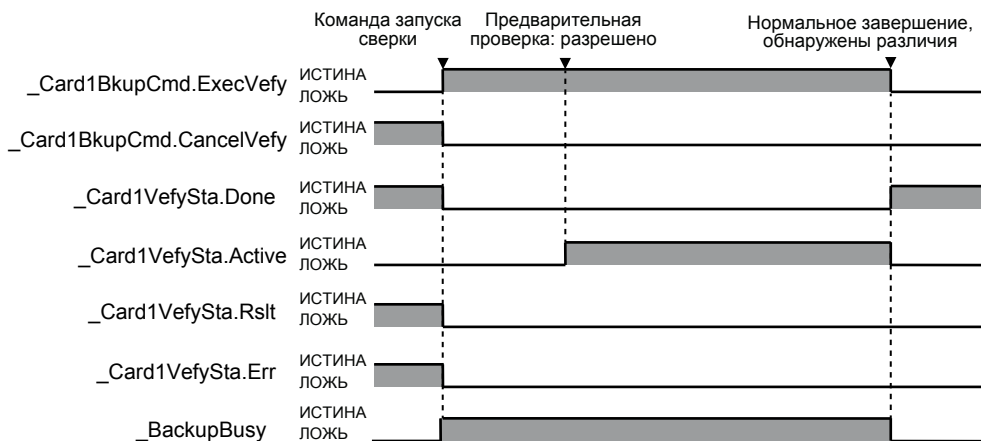 Команда запуска
сверки
Предварительная
проверка: разрешено
Нормальное завершение,
обнаружены различия
_Card1BkupCmd.ExecVefy
ИСТИНА
ЛОЖЬ
_Card1BkupCmd.CancelVefy
ИСТИНА
ЛОЖЬ
_Card1VefySta.Done
ИСТИНА
ЛОЖЬ
_Card1VefySta.Active
ИСТИНА
ЛОЖЬ
_Card1VefySta.Rslt
ИСТИНА
ЛОЖЬ
_Card1VefySta.Err
ИСТИНА
ЛОЖЬ
_BackupBusy
ИСТИНА
ЛОЖЬ